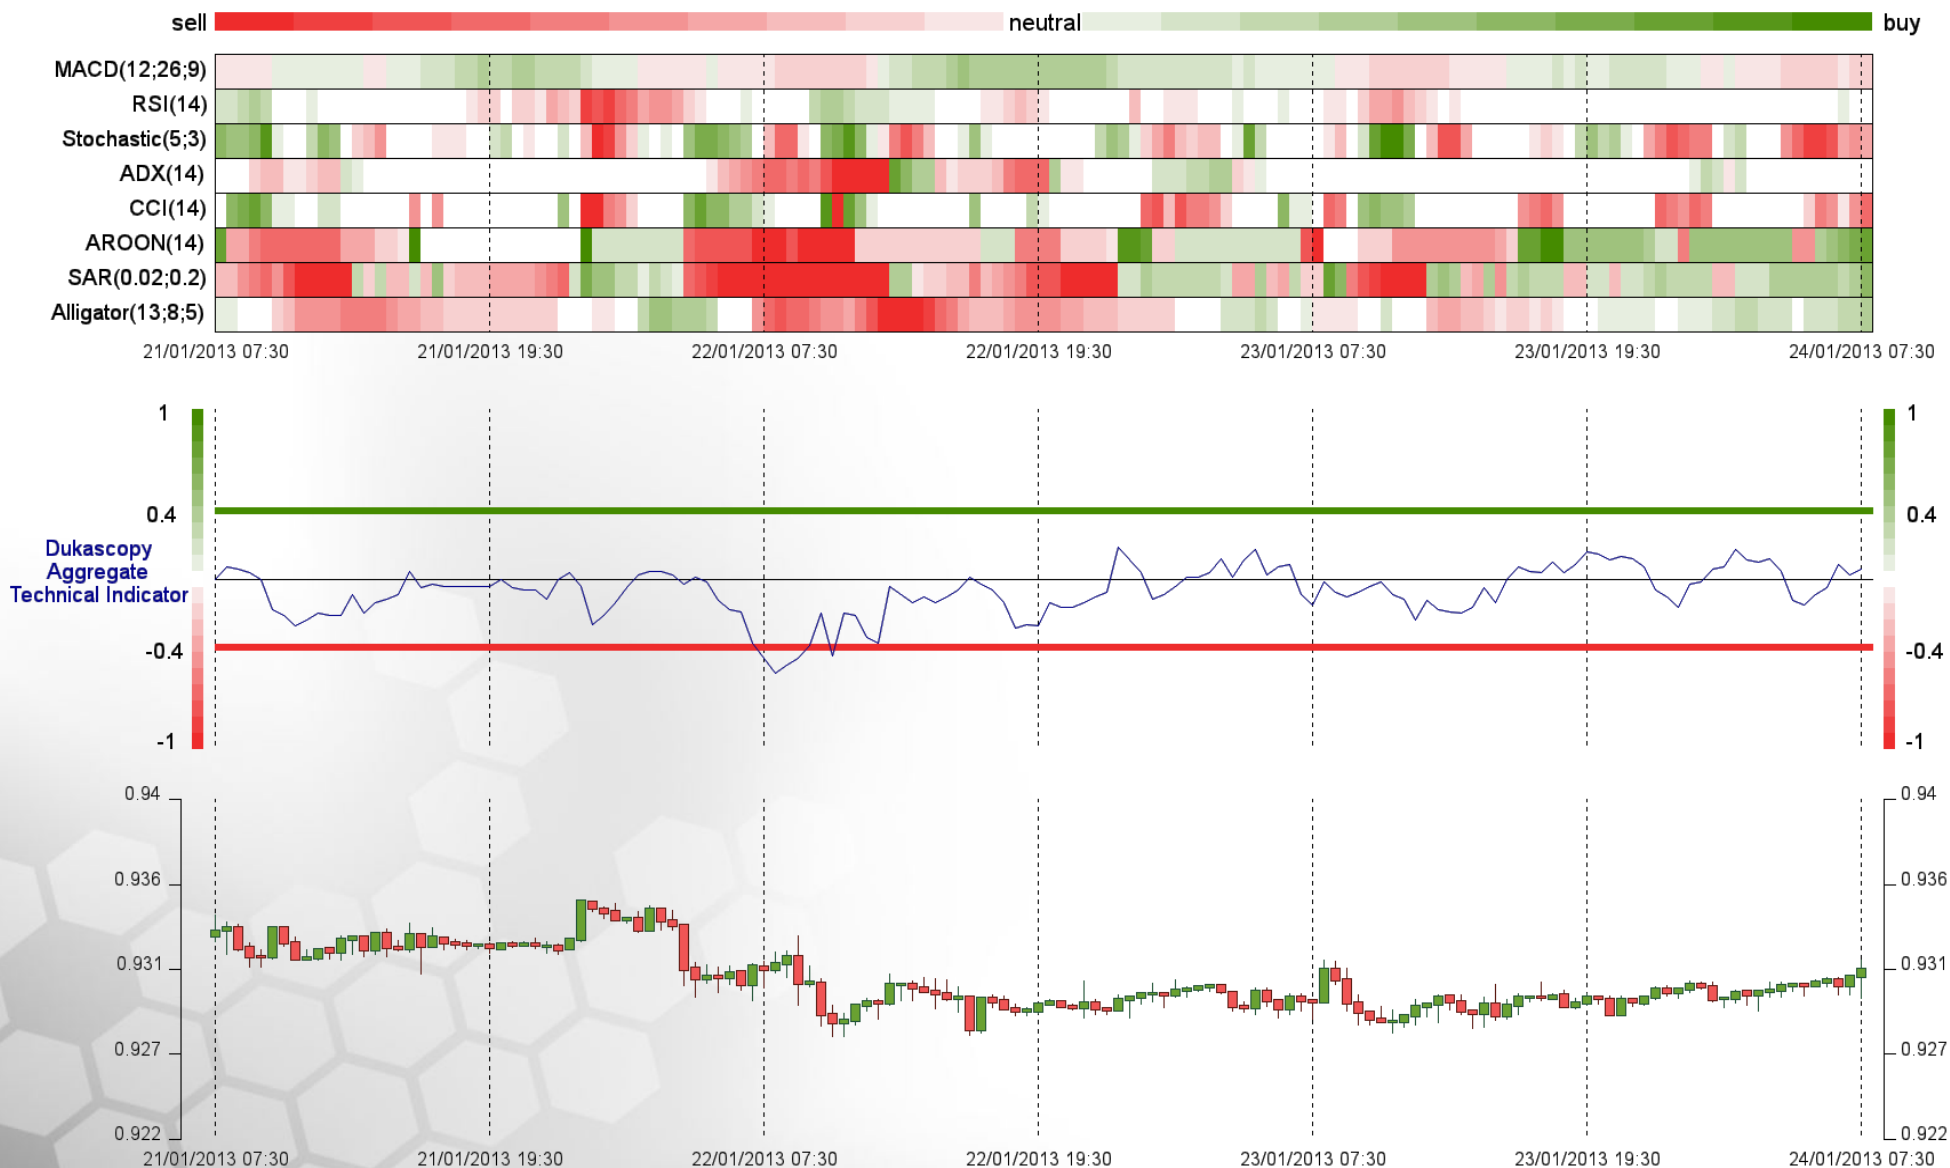 sell neutral buy
MACD(12;26;9)
RSI(14)
Stochastic(5;3)
ADX(14)
CCI(14)
AROON(14)
SAR(0.02;0.2)
Alligator(13;8;5)
21/01/2013 07:30 21/01/2013 19:30 22/01/2013 07:30 22/01/2013 19:30 23/01/2013 07:30 23/01/2013 19:30 24/01/2013 07:30
1 1
0.4 0.4
Dukascopy
Aggregate
Technical Indicator
-0.4 -0.4
-1 -1
0.94 0.94
0.936 0.936
0.931 0.931
0.927 0.927
0.922 0.922
21/01/2013 07:30 21/01/2013 19:30 22/01/2013 07:30 22/01/2013 19:30 23/01/2013 07:30 23/01/2013 19:30 24/01/2013 07:30